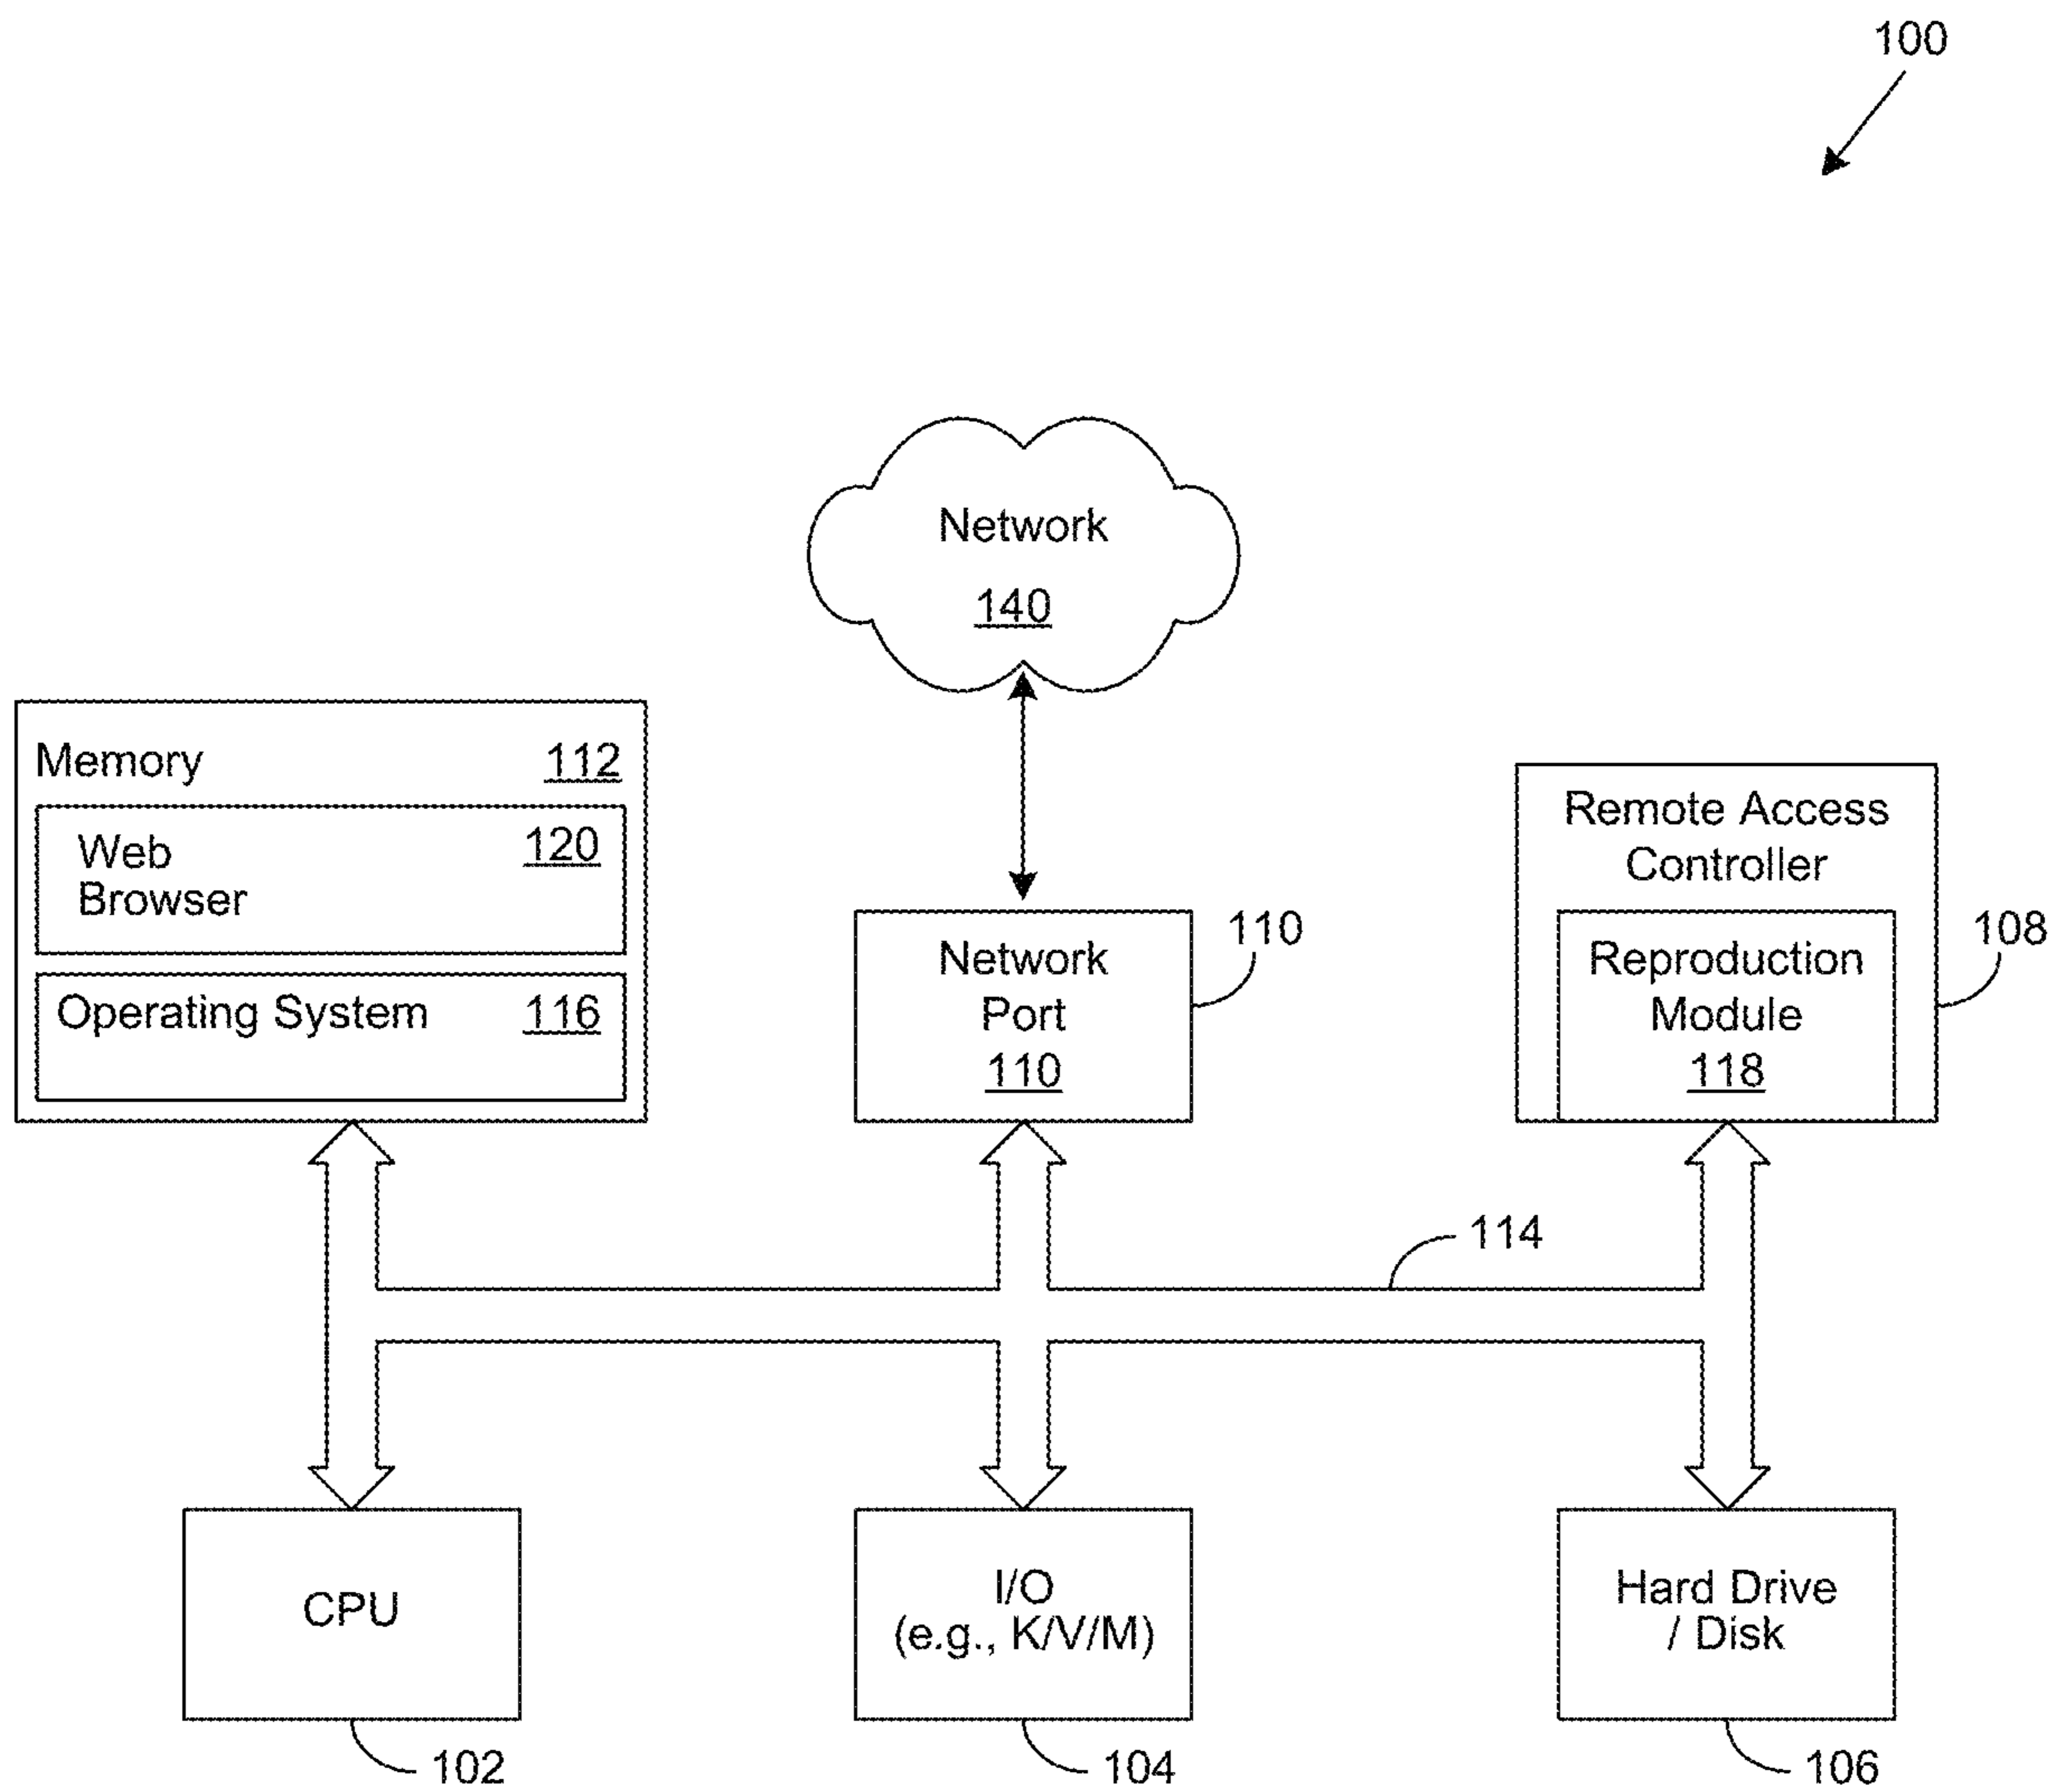 100
Network
140
Memory 112
Web 120
Browser
Operating System 116
Network
Port
110
110
Remote Access
Controller
Reproduction
Module
118
108
114
CPU
102
I/O
(e.g., K/V/M)
104
Hard Drive
/ Disk
106